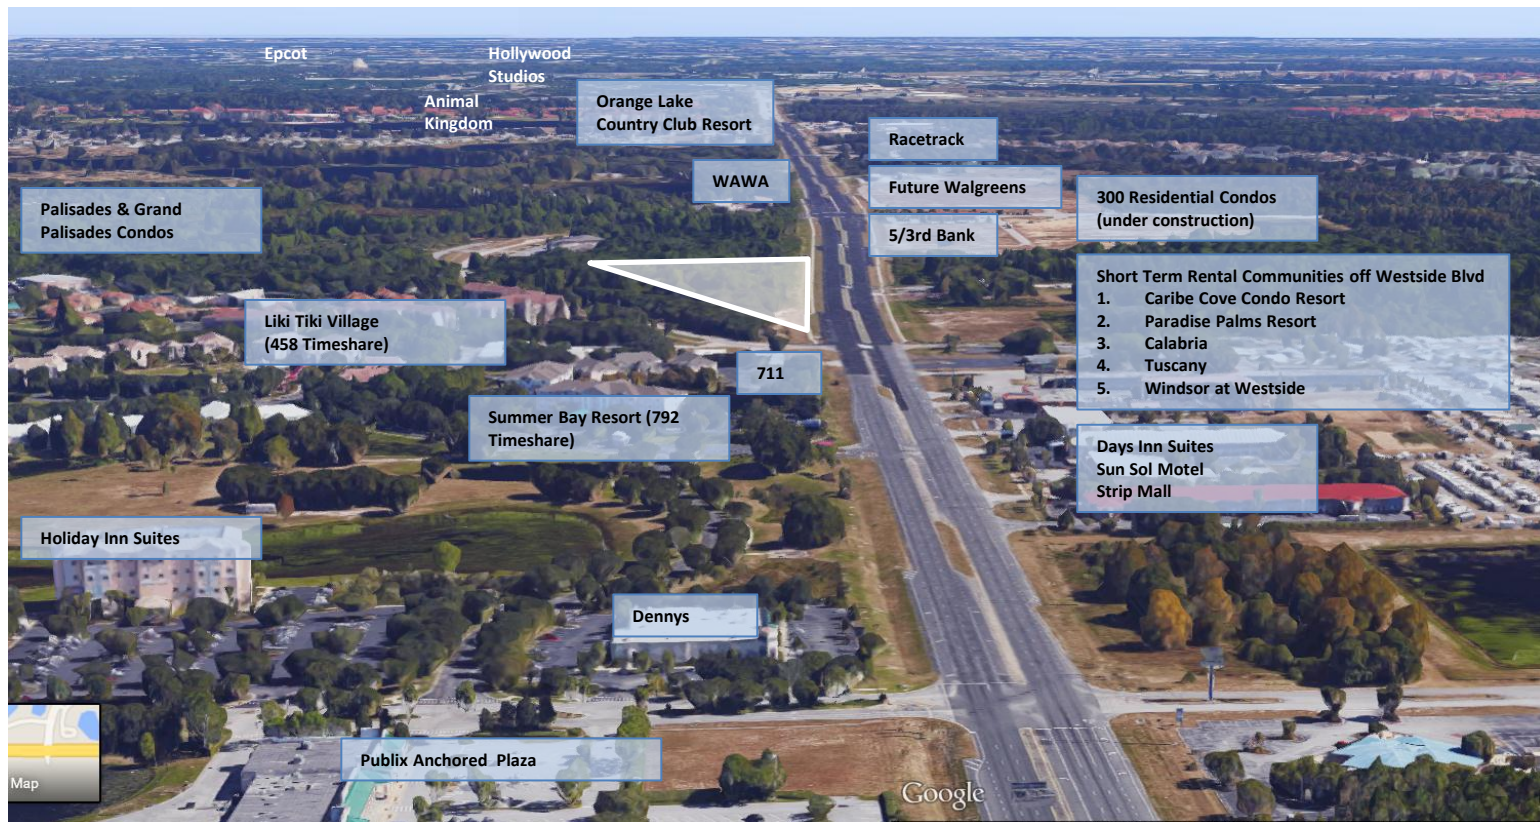 Epcot
Hollywood
Studios
Animal
Kingdom
Orange Lake
Country Club Resort
Racetrack
WAWA
Future Walgreens
Palisades & Grand
Palisades Condos
300 Residential Condos
(under construction)
5/3rd Bank
Short Term Rental Communities off Westside Blvd
1. Caribe Cove Condo Resort
2. Paradise Palms Resort
3. Calabria
4. Tuscany
5. Windsor at Westside
Liki Tiki Village
(458 Timeshare)
711
Summer Bay Resort (792
Timeshare)
Days Inn Suites
Sun Sol Motel
Strip Mall
Holiday Inn Suites
Dennys
Publix Anchored Plaza
Map
Google